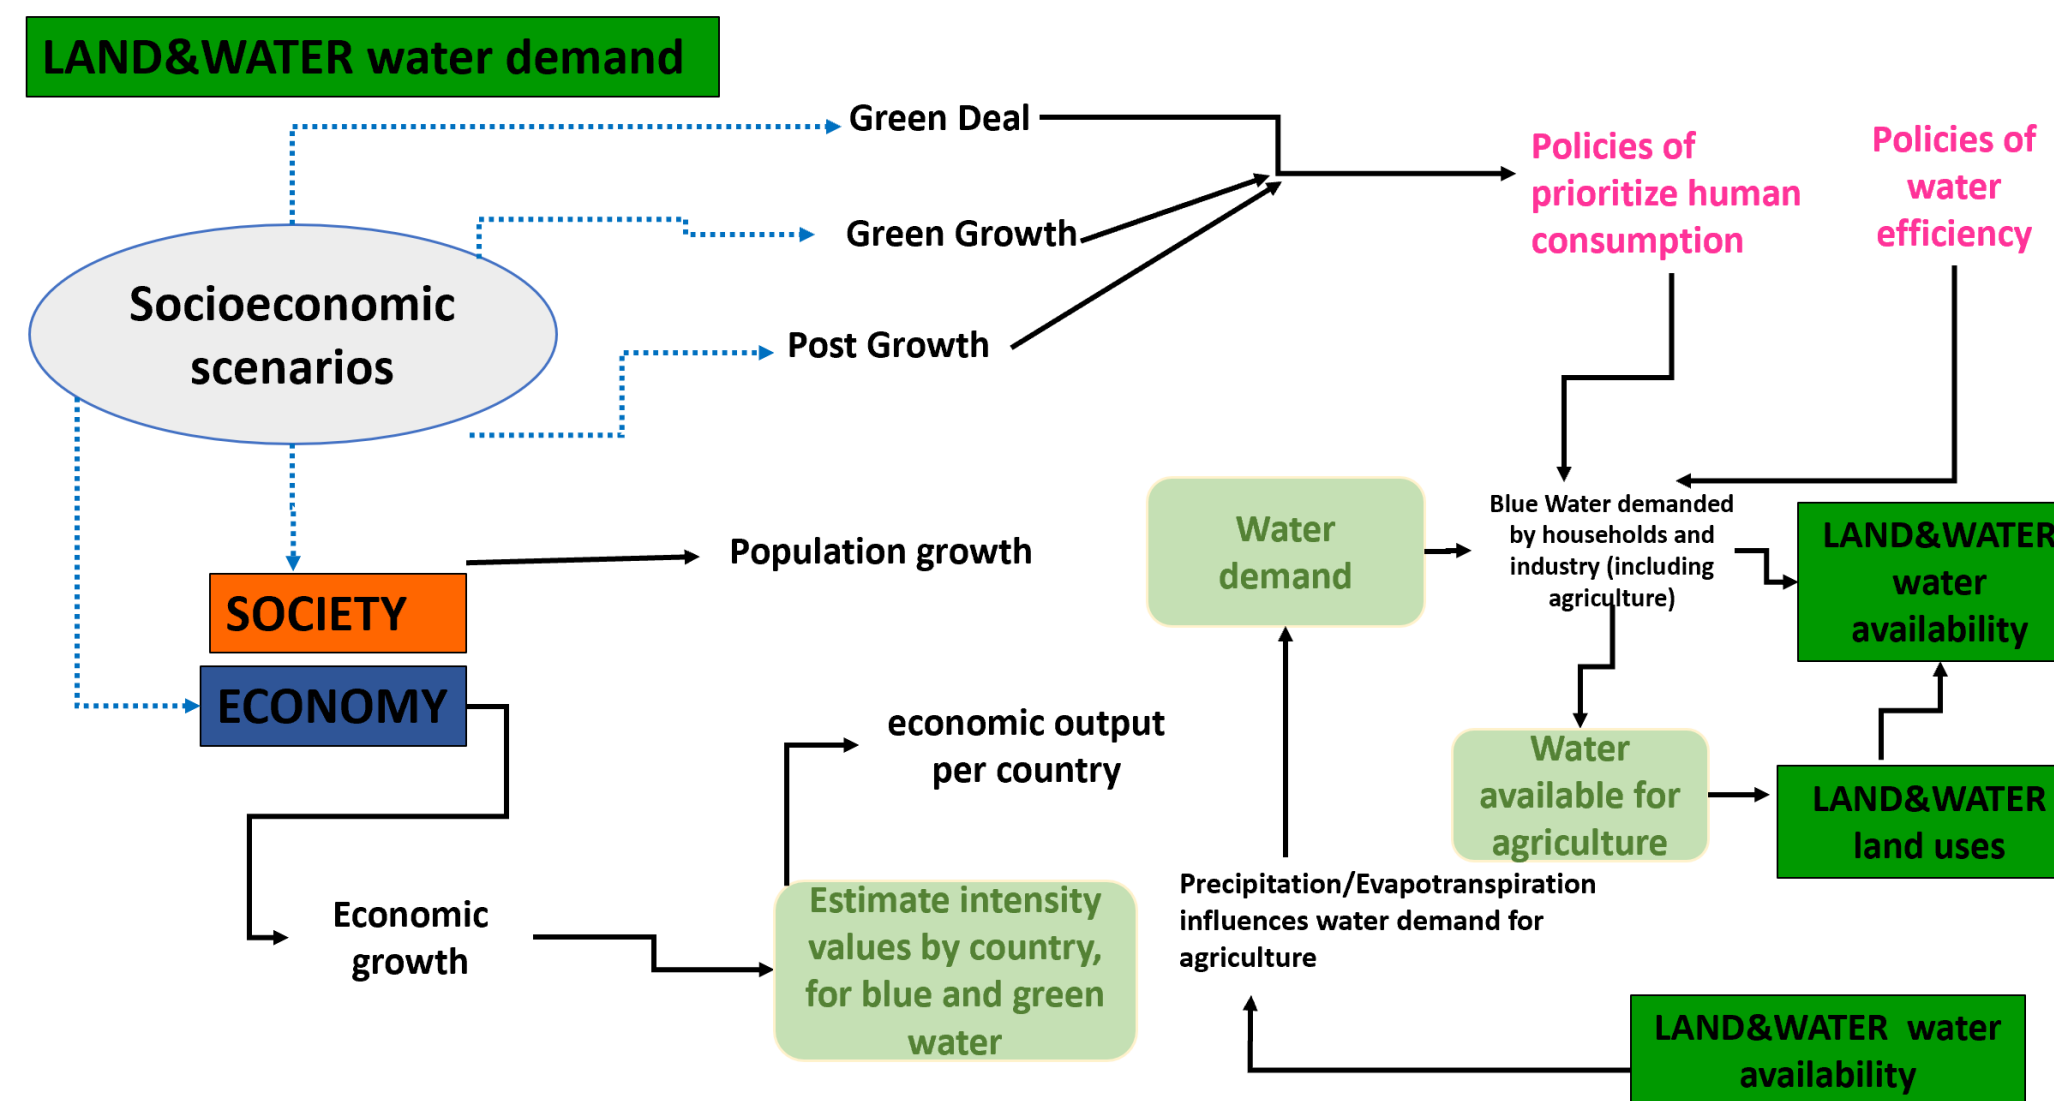 LAND&WATER water demand
Green Deal
Green Growth
Post Growth
Policies of
prioritize human
consumption
Policies of
water
efficiency
Socioeconomic
scenarios
SOCIETY
ECONOMY
Population growth
economic output
per country
Economic
growth
Estimate intensity
values by country,
for blue and green
water
Water
demand
Blue Water demanded
by households and
industry (including
agriculture)
LAND&WATER
water
availability
Water
available for
agriculture
LAND&WATER
land uses
Precipitation/Evapotranspiration
influences water demand for
agriculture
LAND&WATER water
availability